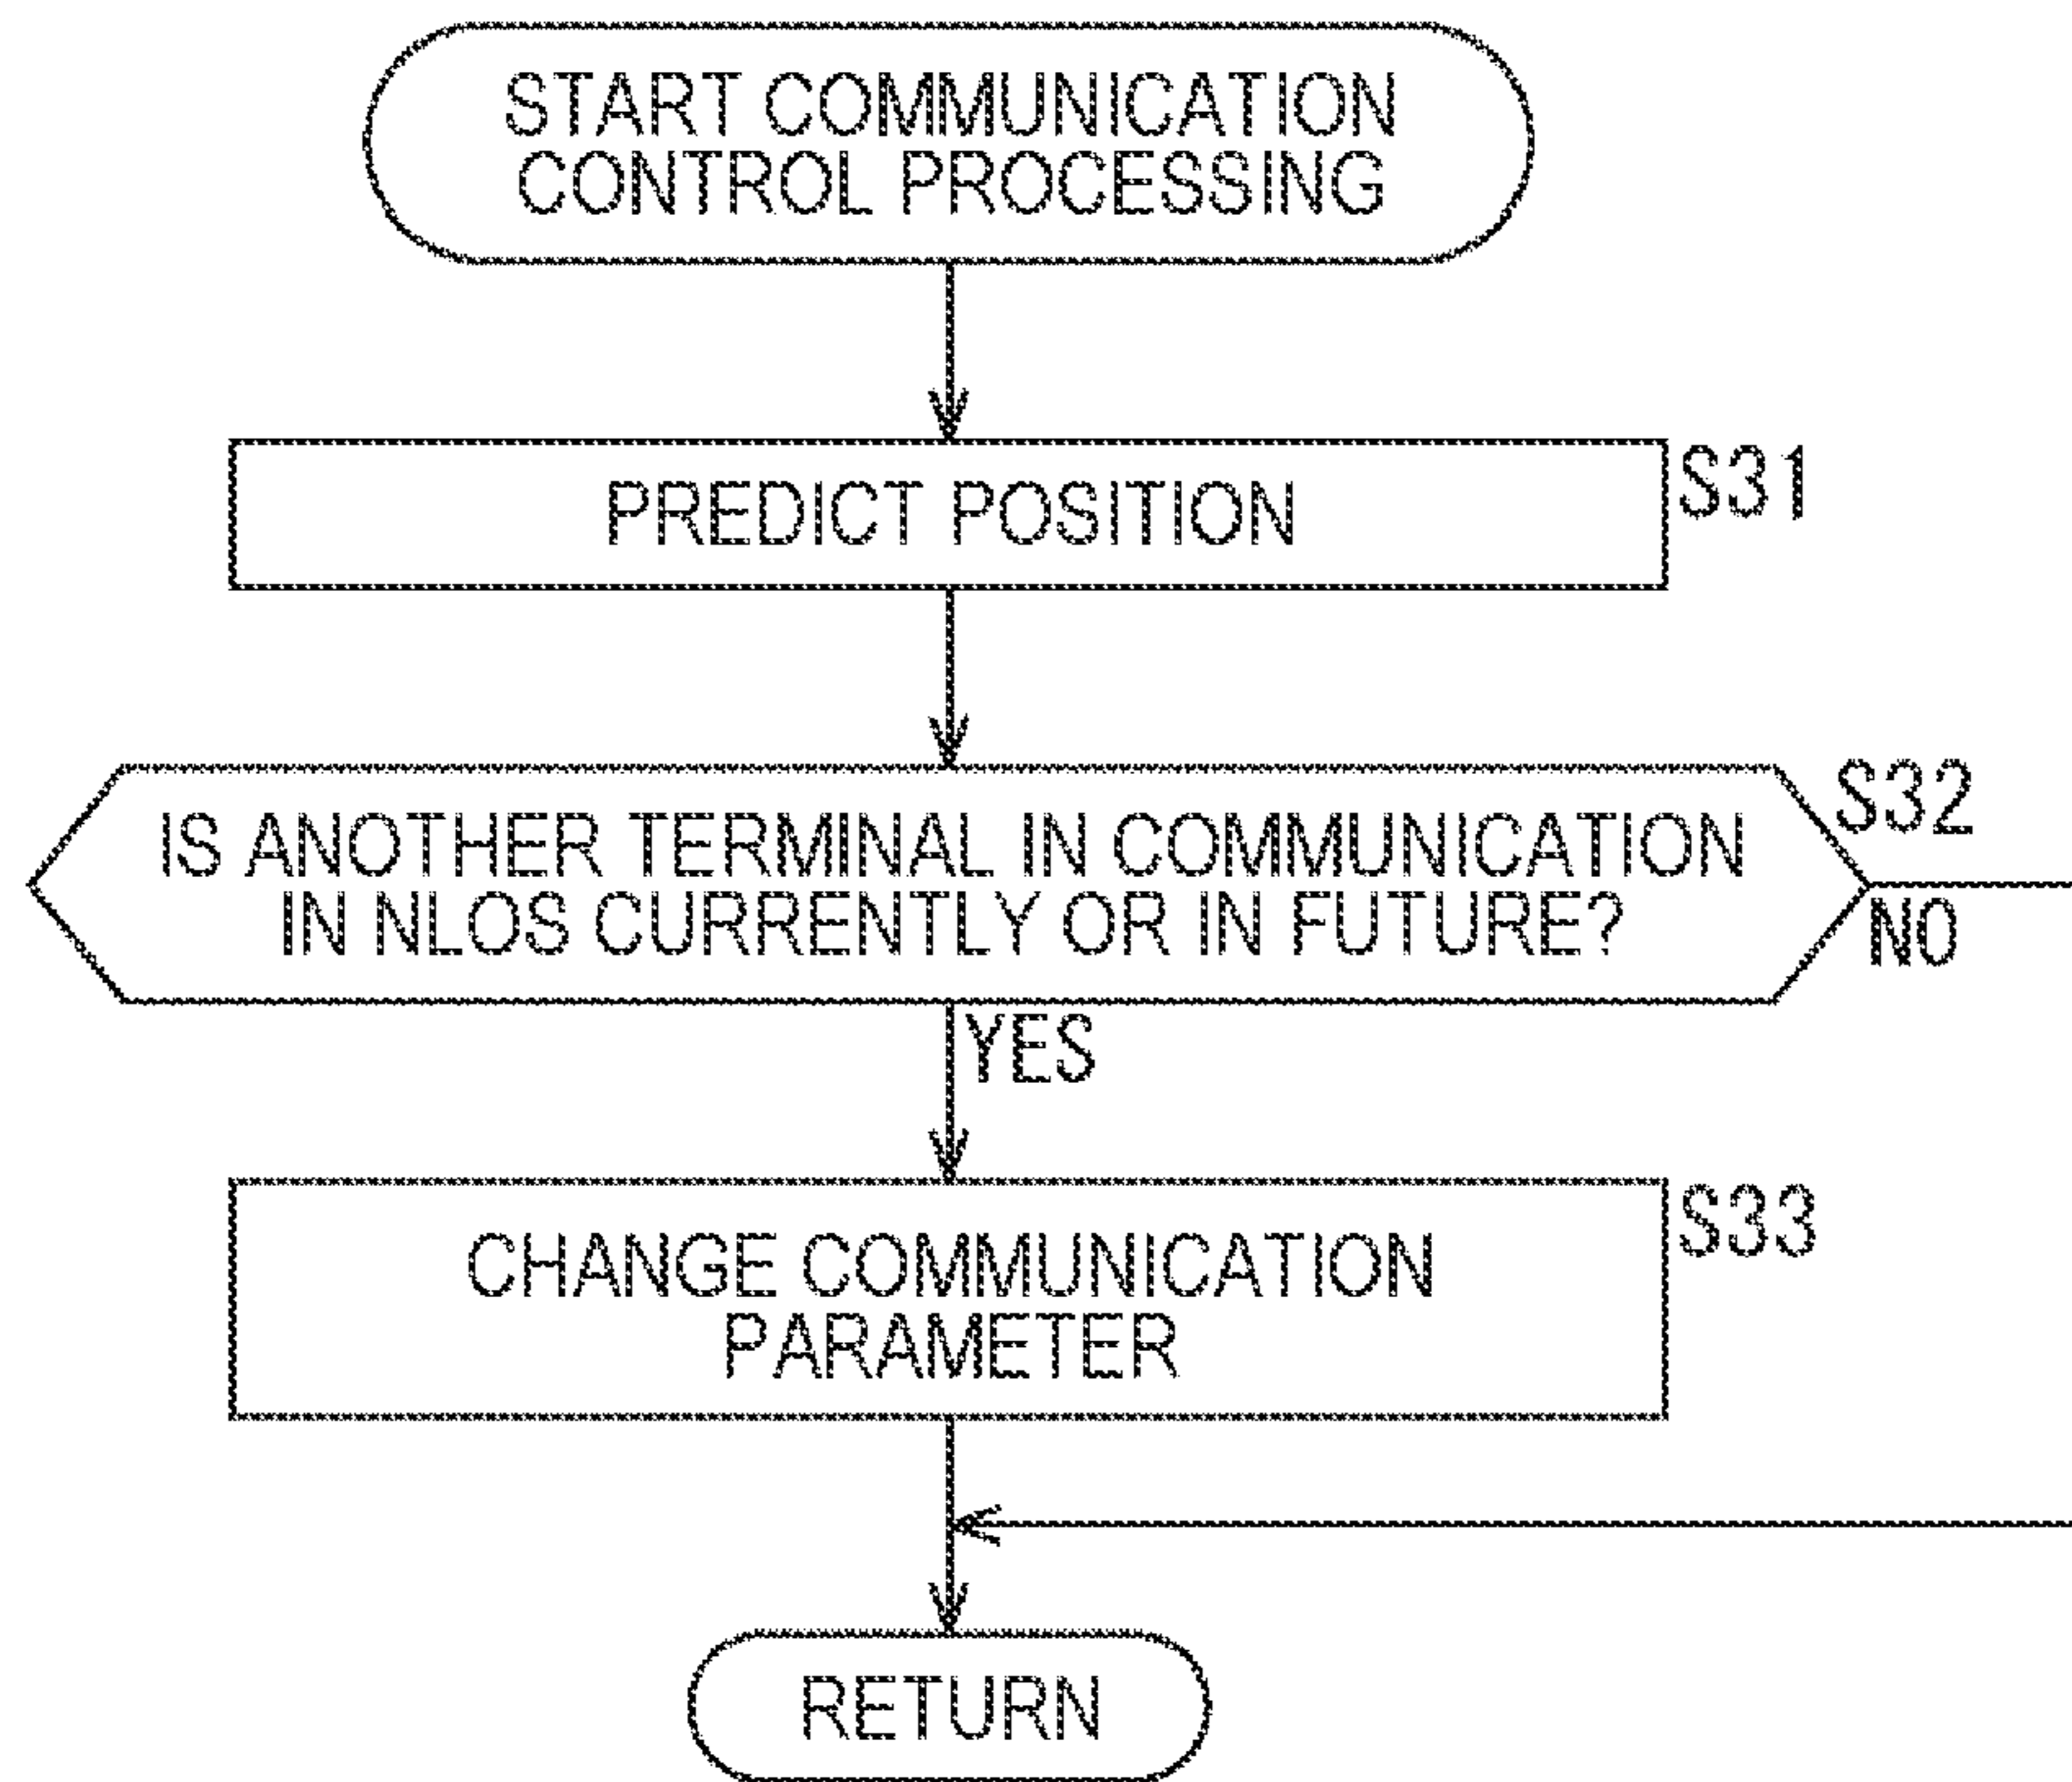 START COMMUNICATION
CONTROL PROCESSING
PREDICT POSITION
S31
IS ANOTHER TERMINAL IN COMMUNICATION
IN NLOS CURRENTLY OR IN FUTURE?
S32
NO
YES
CHANGE COMMUNICATION
PARAMETER
S33
RETURN